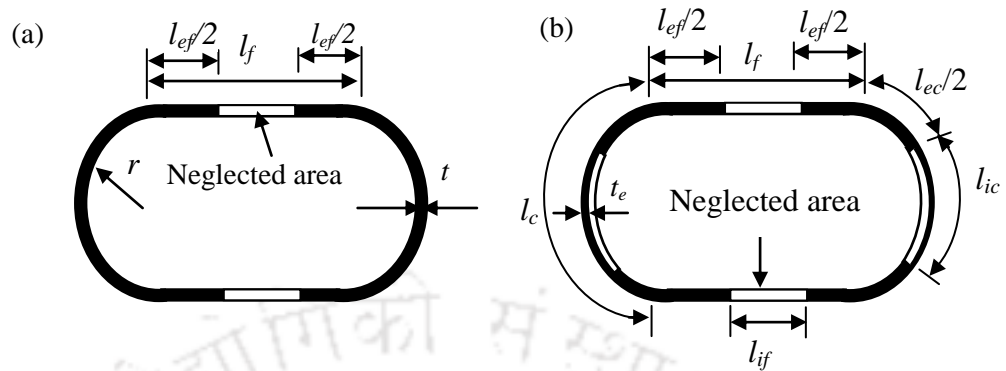 (a)
l_ef/2
l_f
l_ef/2
r
Neglected area
t
(b)
l_ef/2
l_f
l_ef/2
l_ec/2
l_c
t_e
Neglected area
l_ic
l_if